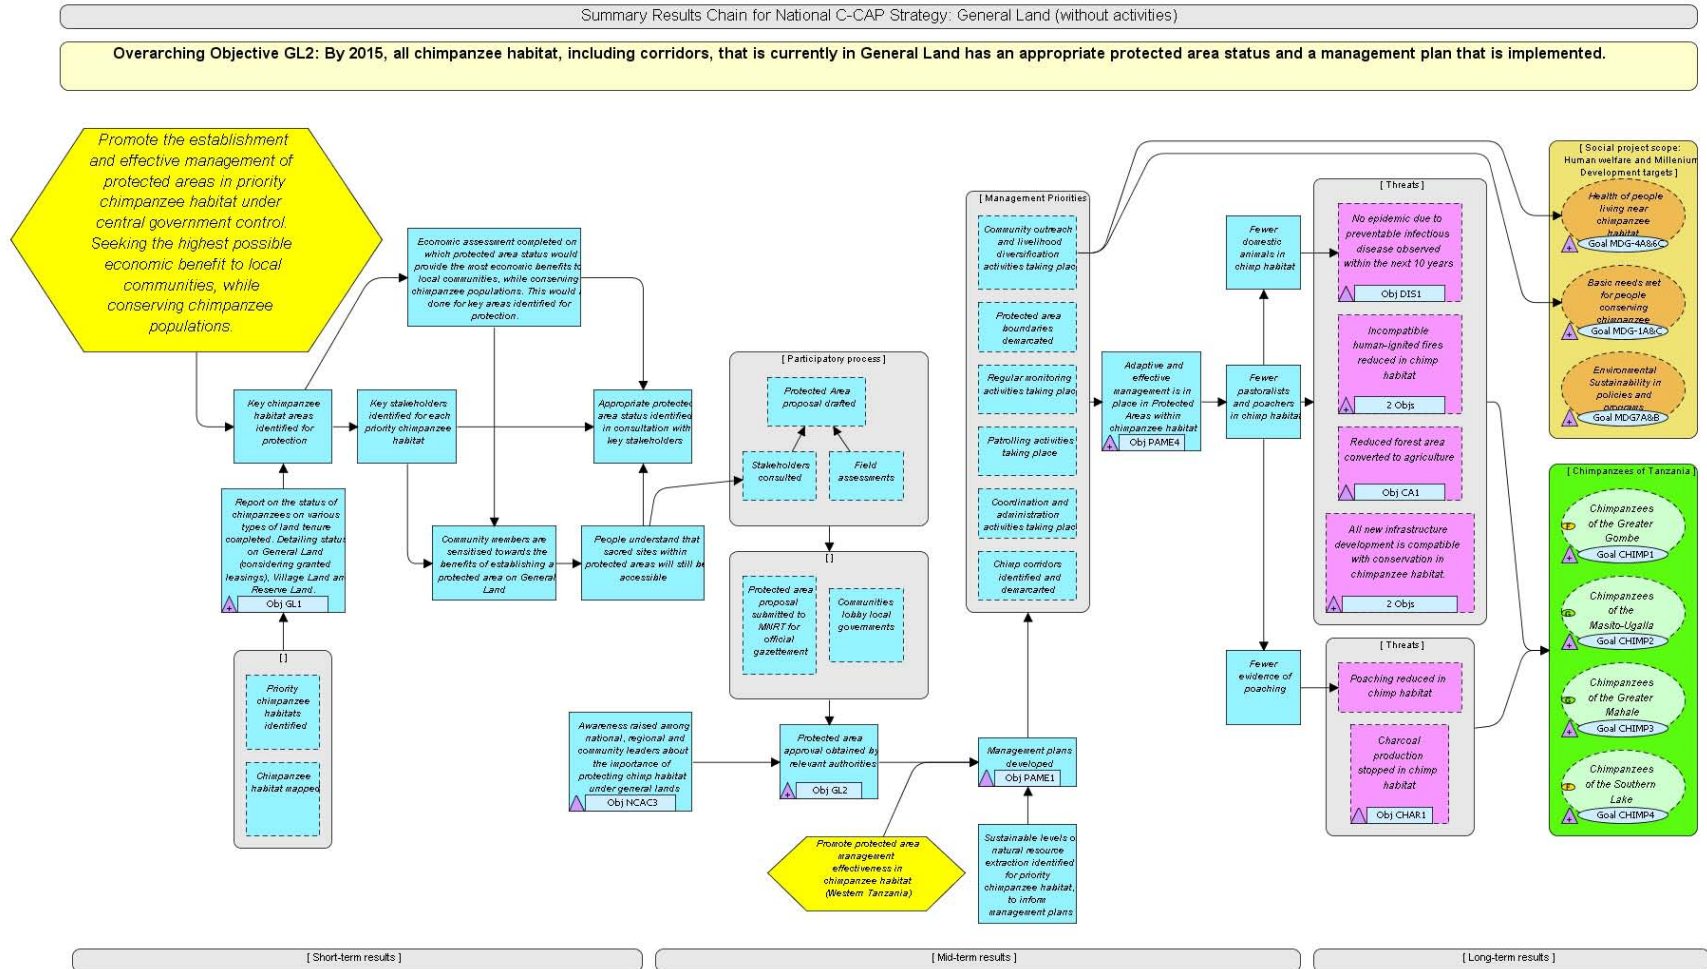 Summary Results Chain for National C-CAP Strategy: General Land (without activities)
Overarching Objective GL2: By 2015, all chimpanzee habitat, including corridors, that is currently in General Land has an appropriate protected area status and a management plan that is implemented.
Promote the establishment
and effective management of
protected areas in priority
chimpanzee habitat under
central government control.
Seeking the highest possible
economic benefit to local
communities, while
conserving chimpanzee
populations.
Key chimpanzee
habitat areas
identified for
protection
Report on the status of
chimpanzees on various
types of land tenure
completed. Detailing statu
on General Land
(considering granted
leasings), Village Land an
Reserve Land.
Obj GL1
[ ]
Priority
chimpanzee
habitats
identified
Chimpanzee
habitat mapped
Key stakeholders
identified for each
priority chimpanzee
habitat
Economic assessment completed on
which protected area status would
provide the most economic benefits to
local communities, while conserving
chimpanzee populations. This would
done for key areas identified for
protection.
Appropriate protecte
area status identified
in consultation with
key stakeholders
Community members are
sensitised towards the
benefits of establishing a
protected area on General
Land
People understand that
sacred sites within
protected areas will still be
accessible
[ Participatory process ]
Protected Area
proposal drafted
Stakeholders
consulted
Field
assessments
[ ]
Protected area
proposal
submitted to
MNRT for
official
gazettement
Communities
lobby local
governments
Awareness raised among
national, regional and
community leaders about
the importance of
protecting chimp habitat
under general lands
Obj NCAC3
Protected area
approval obtained by
relevant authorities
Obj GL2
Promote protected area
management
effectiveness in
chimpanzee habitat
(Western Tanzania)
Management plans
developed
Obj PAME1
Sustainable levels o
natural resource
extraction identified
for priority
chimpanzee habitat,
to inform
management plans
[ Management Priorities
Community outreach
and livelihood
diversification
activities taking plac
Protected area
boundaries
demarcated
Regular monitoring
activities taking place
Patrolling activities
taking place
Coordination and
administration
activities taking plac
Chimp corridors
identified and
demarcated
Adaptive and
effective
management is in
place in Protected
Areas within
chimpanzee habitat
Obj PAME4
Fewer
domestic
animals in
chimp habitat
Fewer
pastoralists
and poachers
in chimp habitat
Fewer
evidence of
poaching
[ Threats ]
No epidemic due to
preventable infectious
disease observed
within the next 10 years
Obj DIS1
Incompatible
human-ignited fires
reduced in chimp
habitat
2 Objs
Reduced forest area
converted to agriculture
Obj CA1
All new infrastructure
development is compatible
with conservation in
chimpanzee habitat.
2 Objs
[ Threats ]
Poaching reduced in
chimp habitat
Charcoal
production
stopped in chimp
habitat
Obj CHAR1
[ Social project scope:
Human welfare and Millenium
Development targets ]
Health of people
living near
chimpanzee
habitat
Goal MDG-4A&6C
Basic needs met
for people
conserving
chimpanzee
Goal MDG-1A&C
Environmental
Sustainability in
policies and
programs
Goal MDG7A&B
[ Chimpanzees of Tanzania ]
Chimpanzees
of the Greater
Gombe
Goal CHIMP1
Chimpanzees
of the
Masito-Ugalla
Goal CHIMP2
Chimpanzees
of the Greater
Mahale
Goal CHIMP3
Chimpanzees
of the Southern
Lake
Goal CHIMP4
[ Short-term results ]
[ Mid-term results ]
[ Long-term results ]